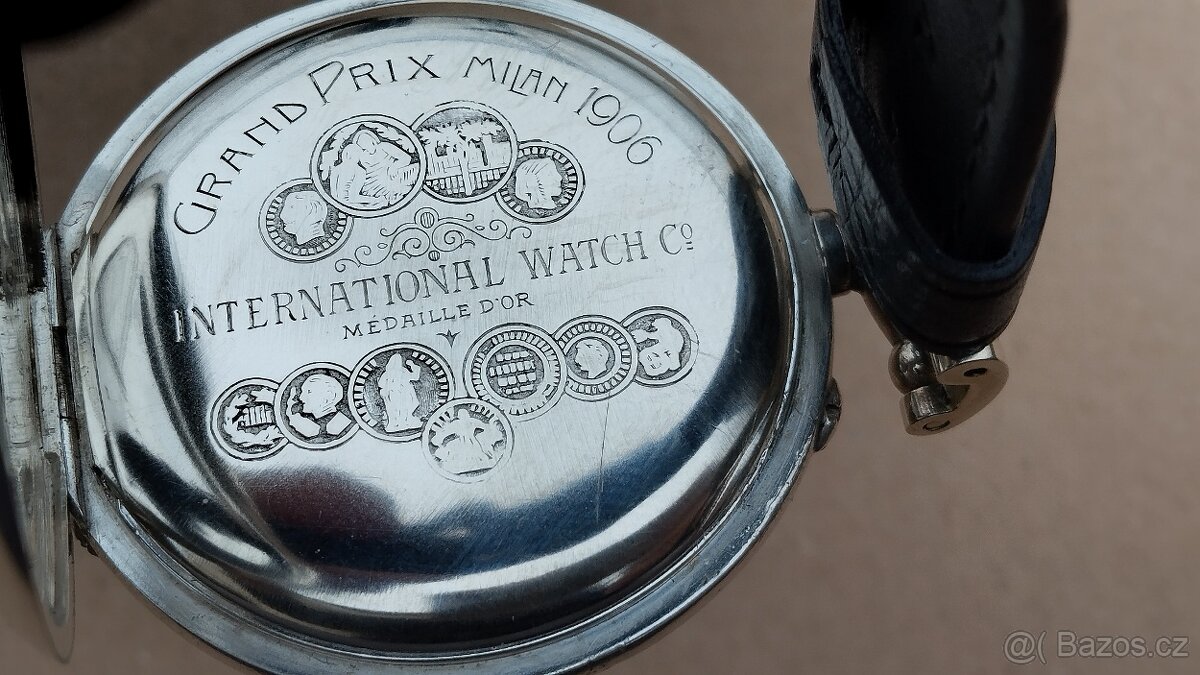 GRAND PRIX MILAN 1906
INTERNATIONAL WATCH Cº
MÉDAILLE D'OR
@( Bazos.cz